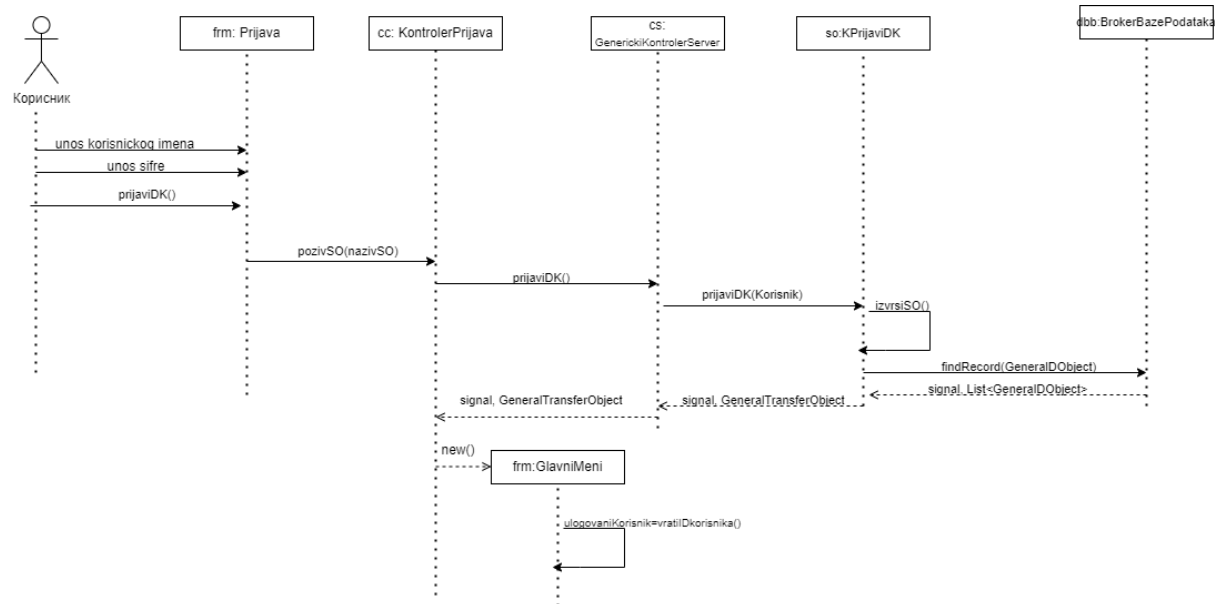 frm: Prijava
cc: KontrolerPrijava
cs:
GenerickiKontrolerServer
so:KPrijaviDK
dbb:BrokerBazePodataka
Корисник
unos korisnickog imena
unos sifre
prijaviDK()
pozivSO(nazivSO)
prijaviDK()
prijaviDK(Korisnik)
izvrsiSO()
findRecord(GeneralDObject)
signal, List<GeneralDObject>
signal, GeneralTransferObject
signal, GeneralTransferObject
new()
frm:GlavniMeni
ulogovaniKorisnik=vratiIDkorisnika()